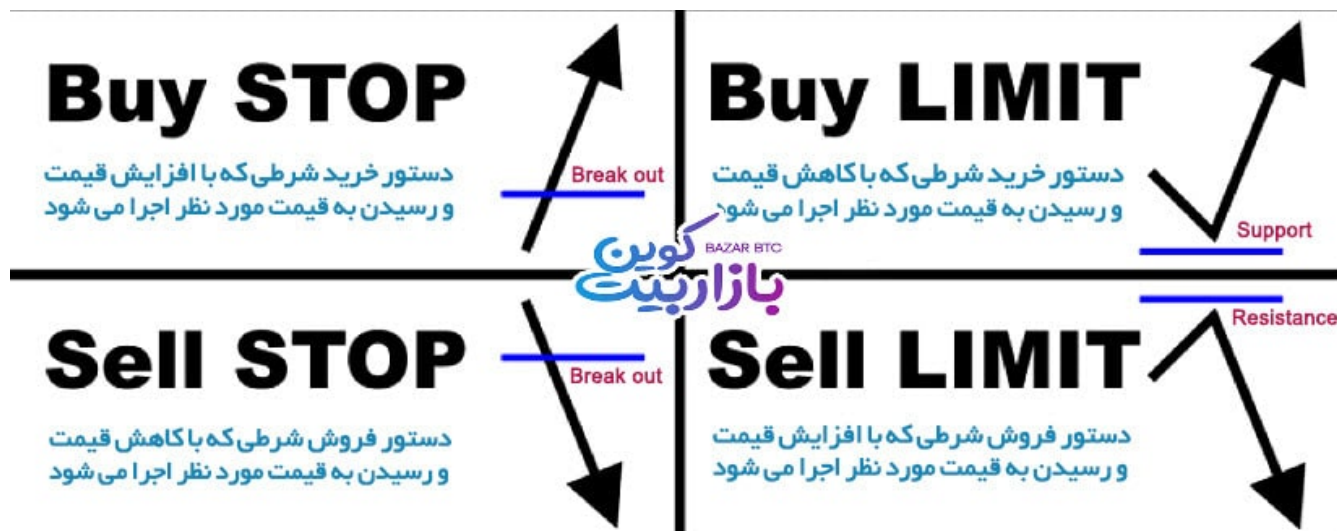 Buy STOP
دستور خرید شرطی که با افزایش قیمت
و رسیدن به قیمت مورد نظر اجرا می شود
Break out
Buy LIMIT
دستور خرید شرطی که با کاهش قیمت
و رسیدن به قیمت مورد نظر اجرا می شود
Support
کوین BAZAR BTC
بازاربیت
Sell STOP
دستور فروش شرطی که با کاهش قیمت
و رسیدن به قیمت مورد نظر اجرا می شود
Break out
Sell LIMIT
دستور فروش شرطی که با افزایش قیمت
و رسیدن به قیمت مورد نظر اجرا می شود
Resistance